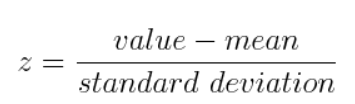 z = value − mean / standard deviation